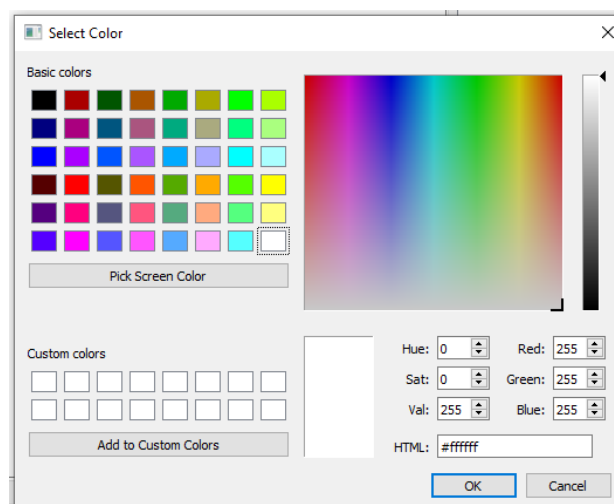 Select Color
Basic colors
Pick Screen Color
Custom colors
Add to Custom Colors
Hue: 0 Red: 255
Sat: 0 Green: 255
Val: 255 Blue: 255
HTML: #ffffff
OK Cancel